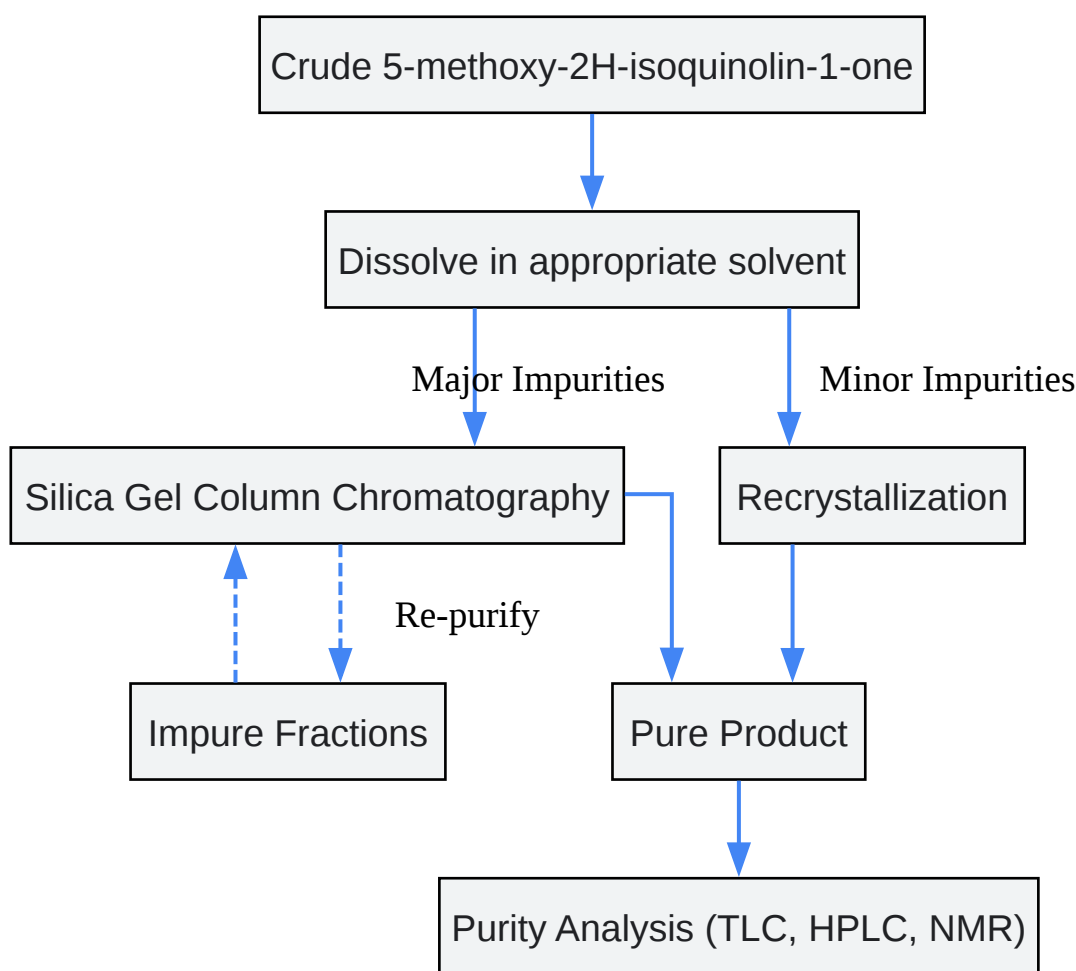 Crude 5-methoxy-2H-isoquinolin-1-one
Dissolve in appropriate solvent
Major Impurities
Minor Impurities
Silica Gel Column Chromatography
Recrystallization
Re-purify
Impure Fractions
Pure Product
Purity Analysis (TLC, HPLC, NMR)